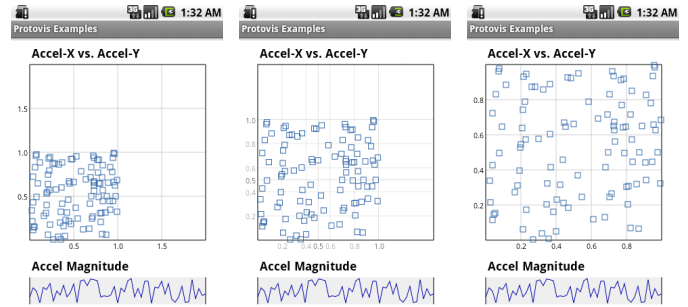 3G 1:32 AM
Protovis Examples
Accel-X vs. Accel-Y
1.5
1.0
0.5
0.5 1.0 1.5
Accel Magnitude
3G 1:32 AM
Protovis Examples
Accel-X vs. Accel-Y
1.0
0.8
0.6
0.5
0.4
0.2
0.2 0.4 0.5 0.6 0.8 1.0
Accel Magnitude
3G 1:32 AM
Protovis Examples
Accel-X vs. Accel-Y
0.8
0.6
0.4
0.2
0.2 0.4 0.6 0.8
Accel Magnitude